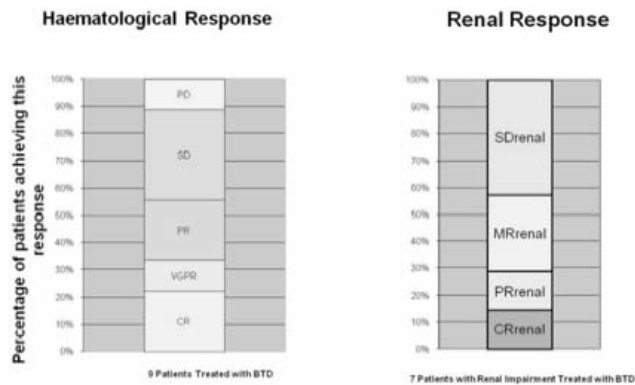 Haematological Response
Renal Response
Percentage of patients achieving this
response
100%
90%
80%
70%
60%
50%
40%
30%
20%
10%
0%
PD
SD
PR
VGPR
CR
9 Patients Treated with BTD
100%
90%
80%
70%
60%
50%
40%
30%
20%
10%
0%
SDrenal
MRrenal
PRrenal
CRrenal
7 Patients with Renal Impairment Treated with BTD